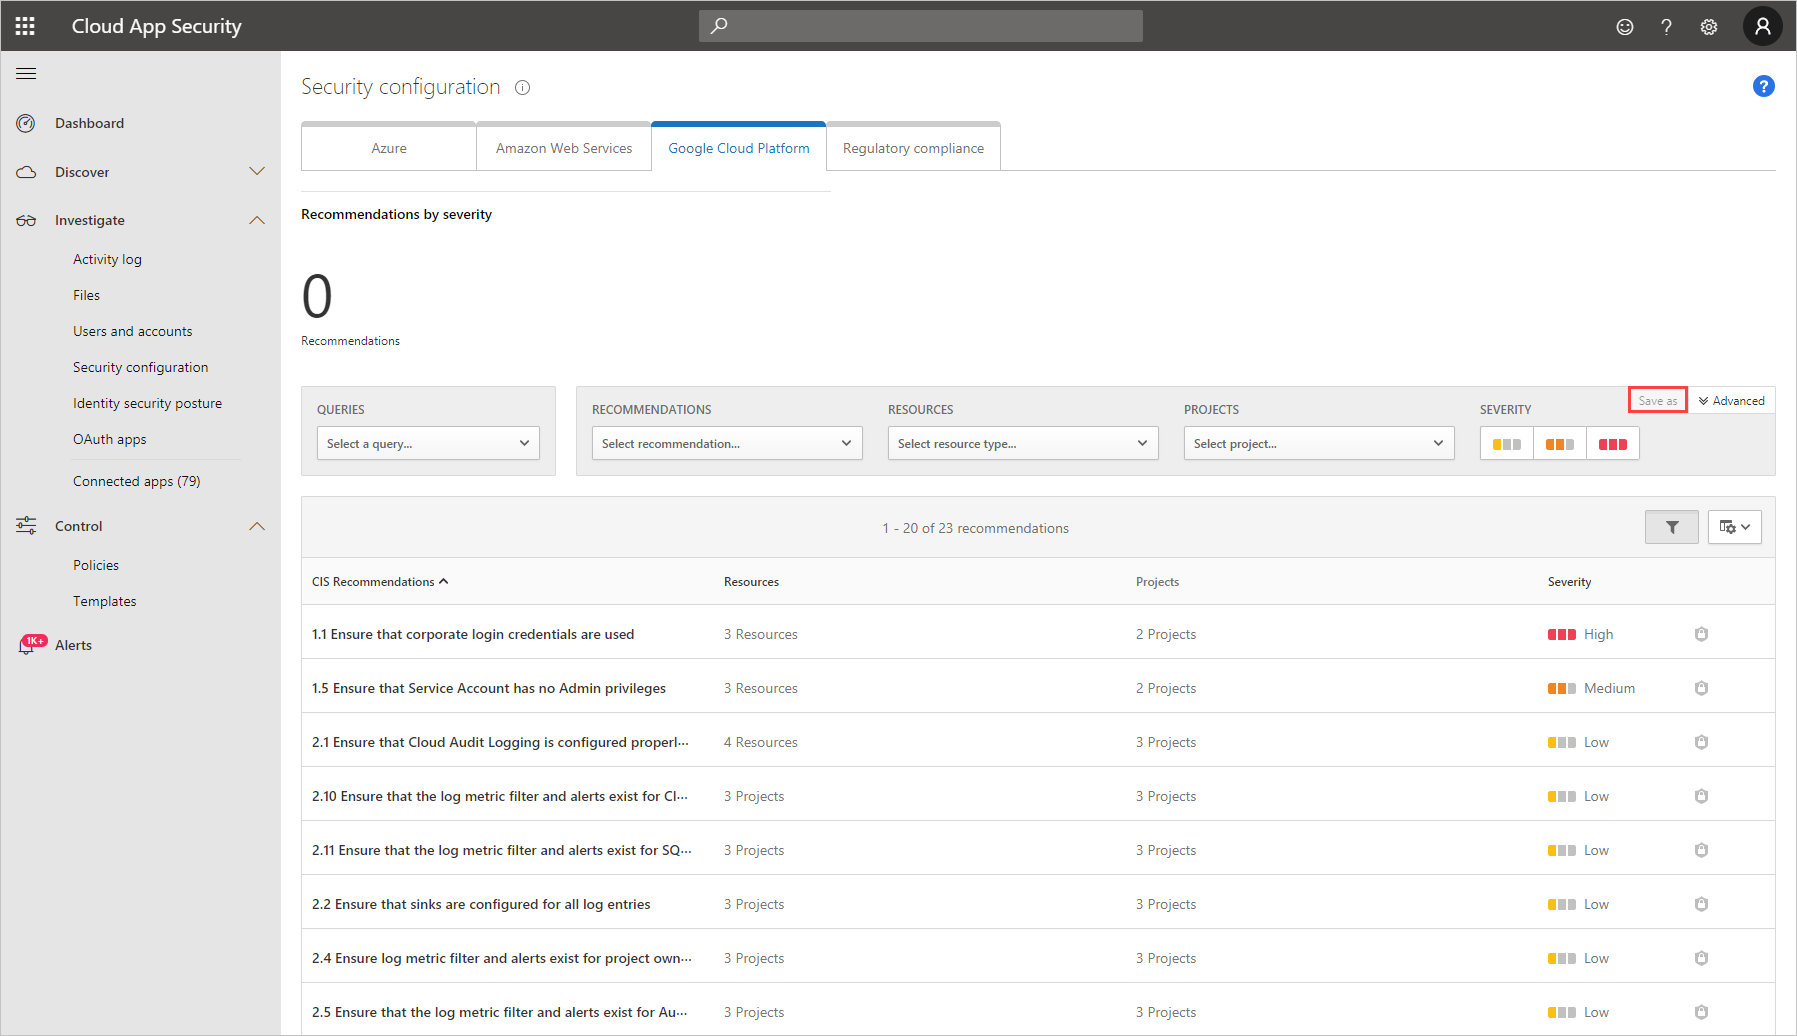 Cloud App Security
?
Dashboard
Discover
Investigate
Activity log
Files
Users and accounts
Security configuration
Identity security posture
OAuth apps
Connected apps (79)
Control
Policies
Templates
1K+
Alerts
Security configuration
?
Azure
Amazon Web Services
Google Cloud Platform
Regulatory compliance
Recommendations by severity
0
Recommendations
QUERIES
Select a query...
RECOMMENDATIONS
Select recommendation...
RESOURCES
Select resource type...
PROJECTS
Select project...
SEVERITY
Save as
Advanced
1 - 20 of 23 recommendations
CIS Recommendations Resources Projects Severity
1.1 Ensure that corporate login credentials are used 3 Resources 2 Projects High
1.5 Ensure that Service Account has no Admin privileges 3 Resources 2 Projects Medium
2.1 Ensure that Cloud Audit Logging is configured properl... 4 Resources 3 Projects Low
2.10 Ensure that the log metric filter and alerts exist for Cl... 3 Projects 3 Projects Low
2.11 Ensure that the log metric filter and alerts exist for SQ... 3 Projects 3 Projects Low
2.2 Ensure that sinks are configured for all log entries 3 Projects 3 Projects Low
2.4 Ensure log metric filter and alerts exist for project own... 3 Projects 3 Projects Low
2.5 Ensure that the log metric filter and alerts exist for Au... 3 Projects 3 Projects Low